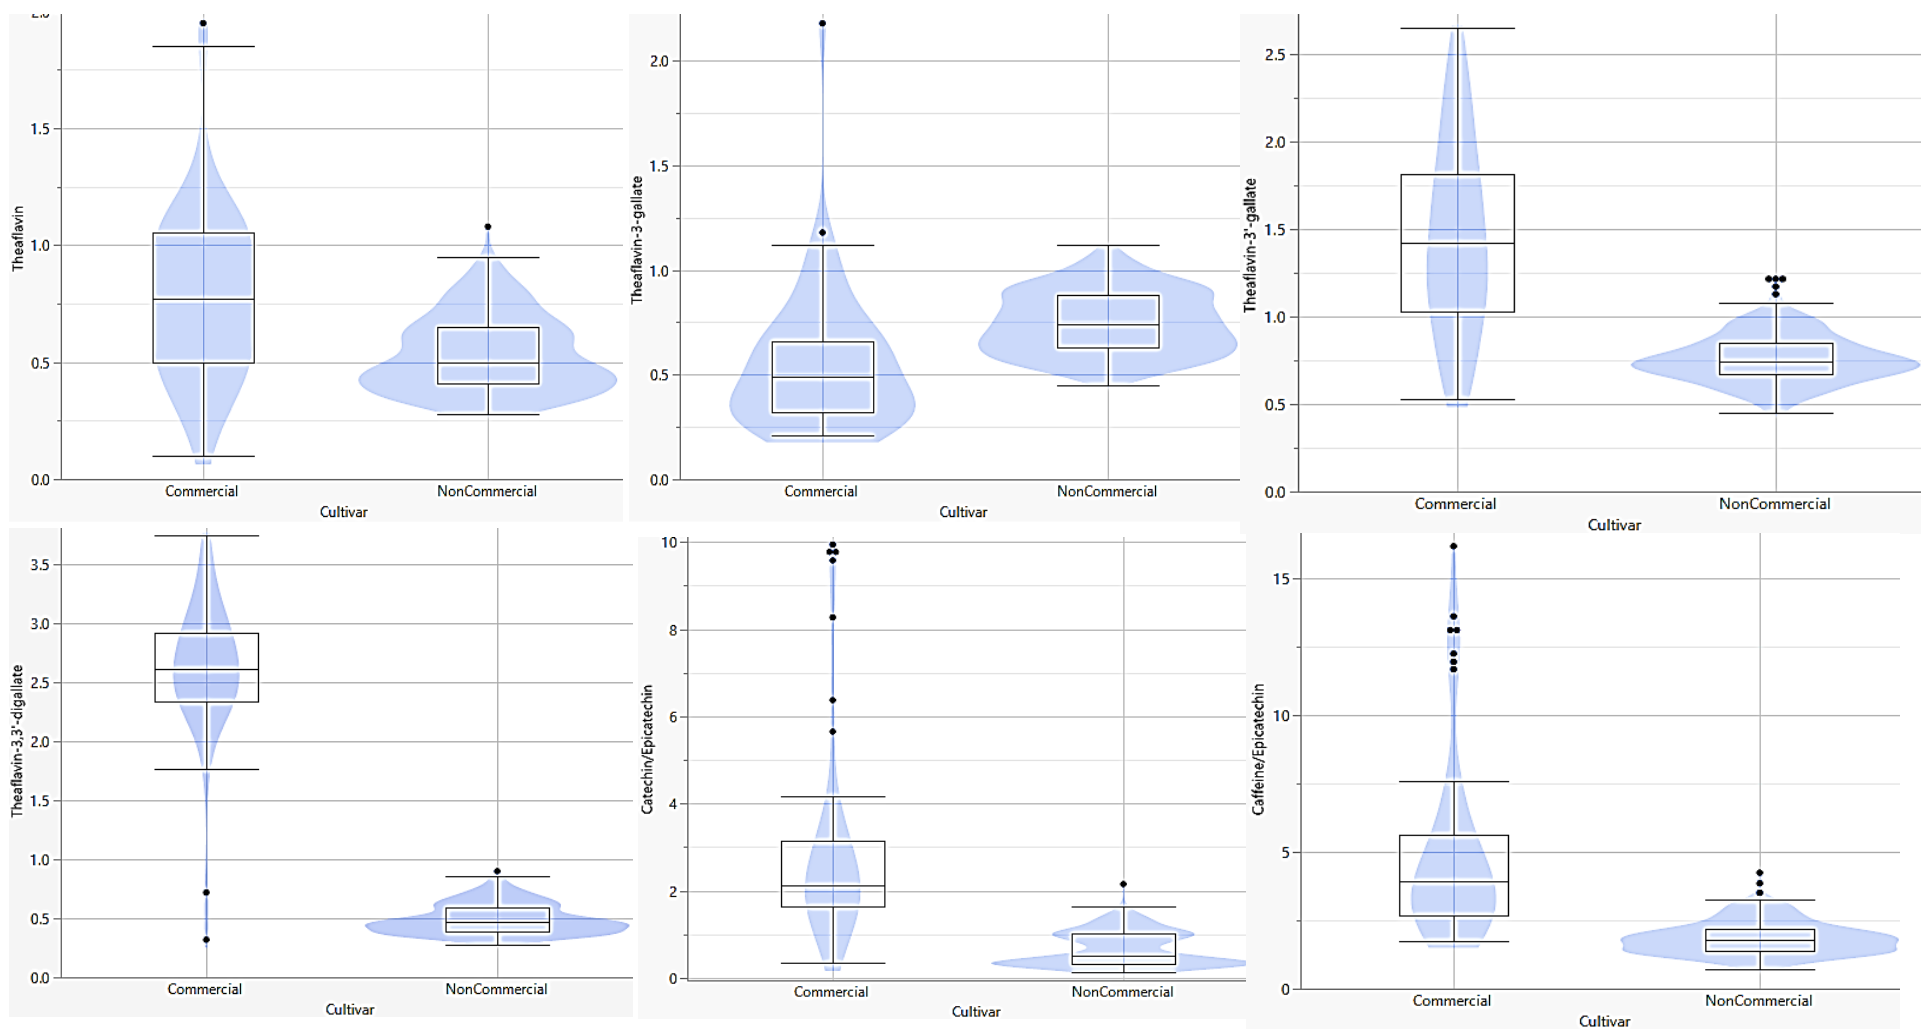 Theaflavin
2.0
1.5
1.0
0.5
0.0
Commercial NonCommercial
Cultivar
Theaflavin-3-gallate
2.0
1.5
1.0
0.5
0.0
Commercial NonCommercial
Cultivar
Theaflavin-3'-gallate
2.5
2.0
1.5
1.0
0.5
0.0
Commercial NonCommercial
Cultivar
Theaflavin-3,3'-digallate
3.5
3.0
2.5
2.0
1.5
1.0
0.5
0.0
Commercial NonCommercial
Cultivar
Catechin/Epicatechin
10
8
6
4
2
0
Commercial NonCommercial
Cultivar
Caffeine/Epicatechin
15
10
5
0
Commercial NonCommercial
Cultivar